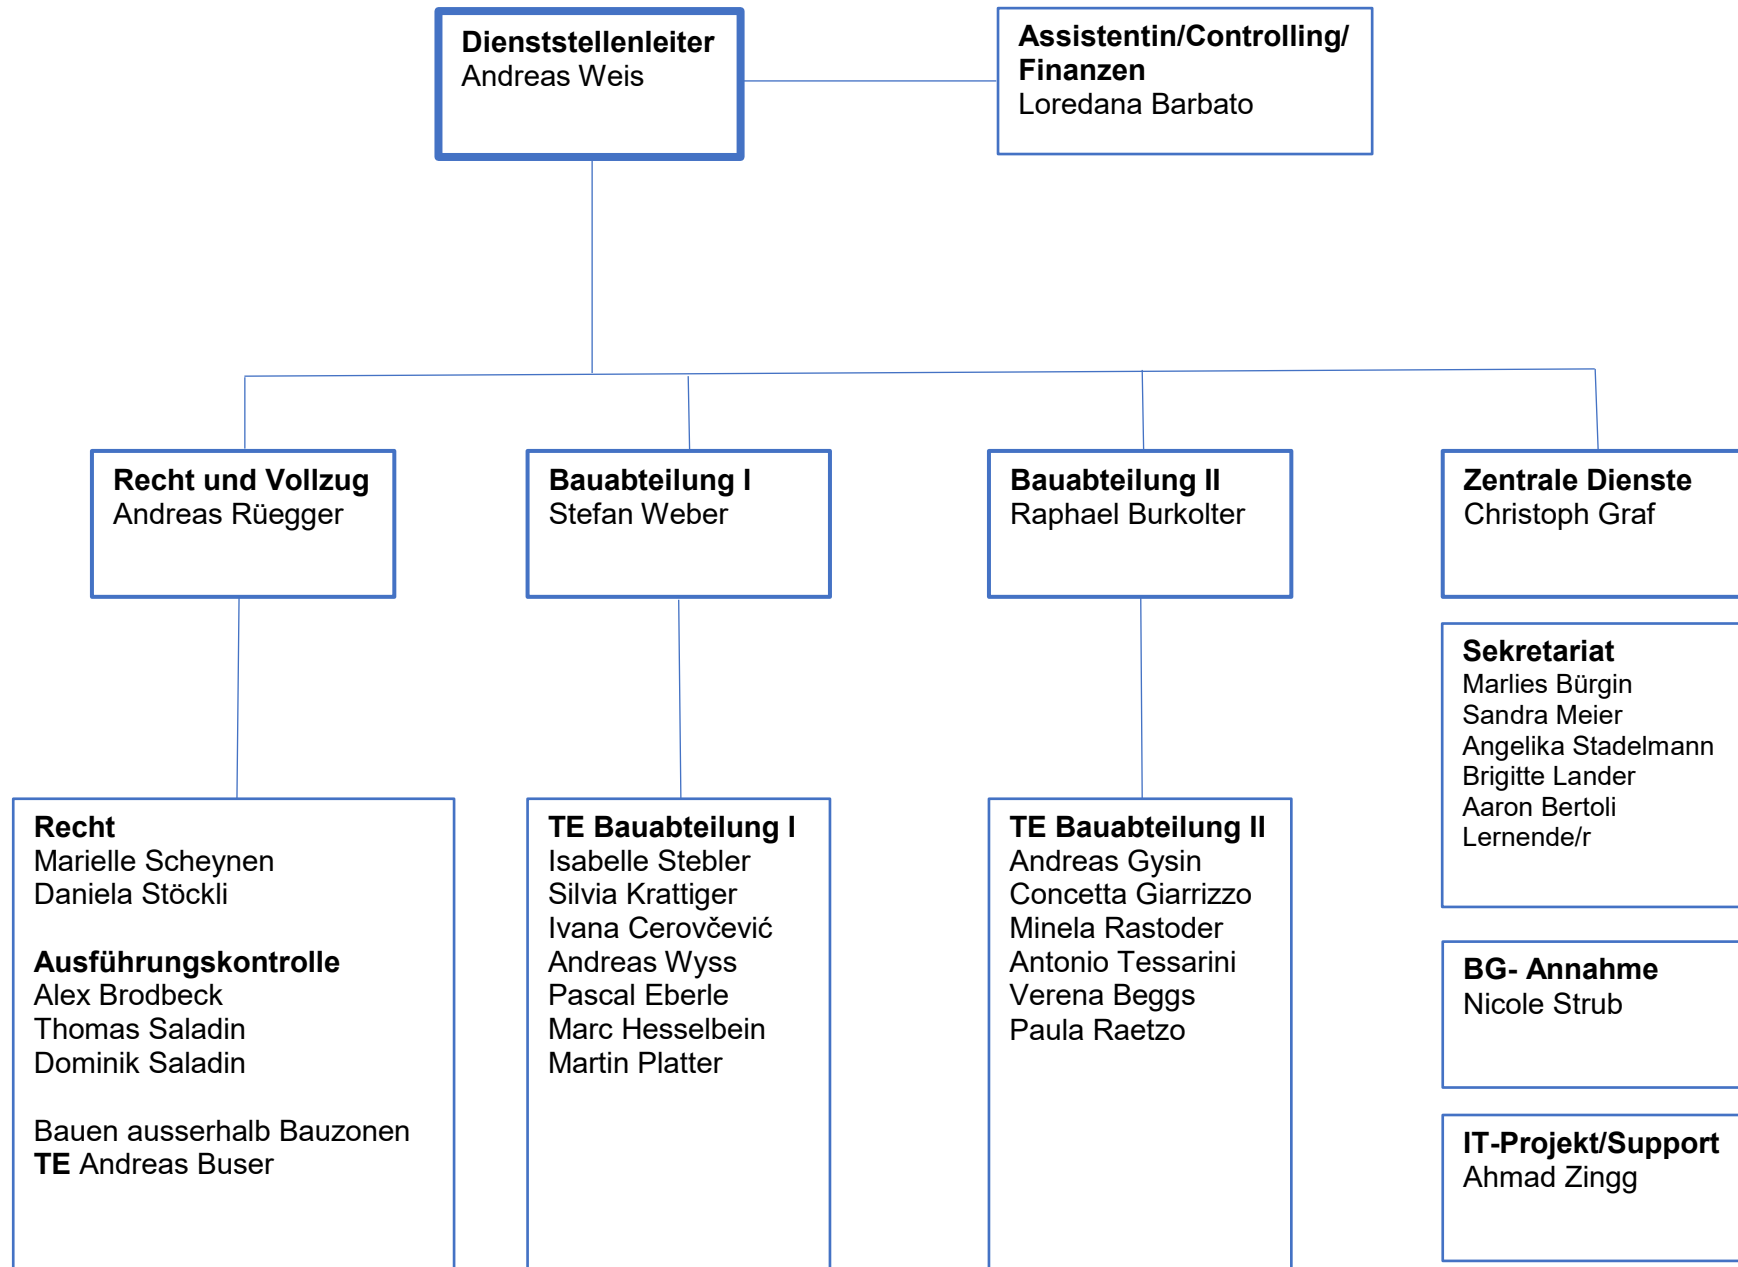 Dienststellenleiter
Andreas Weis
Assistentin/Controlling/
Finanzen
Loredana Barbato
Recht und Vollzug
Andreas Rüegger
Bauabteilung I
Stefan Weber
Bauabteilung II
Raphael Burkolter
Zentrale Dienste
Christoph Graf
Recht
Marielle Scheynen
Daniela Stöckli
Ausführungskontrolle
Alex Brodbeck
Thomas Saladin
Dominik Saladin
Bauen ausserhalb Bauzonen
TE Andreas Buser
TE Bauabteilung I
Isabelle Stebler
Silvia Krattiger
Ivana Cerovčević
Andreas Wyss
Pascal Eberle
Marc Hesselbein
Martin Platter
TE Bauabteilung II
Andreas Gysin
Concetta Giarrizzo
Minela Rastoder
Antonio Tessarini
Verena Beggs
Paula Raetzo
Sekretariat
Marlies Bürgin
Sandra Meier
Angelika Stadelmann
Brigitte Lander
Aaron Bertoli
Lernende/r
BG- Annahme
Nicole Strub
IT-Projekt/Support
Ahmad Zingg